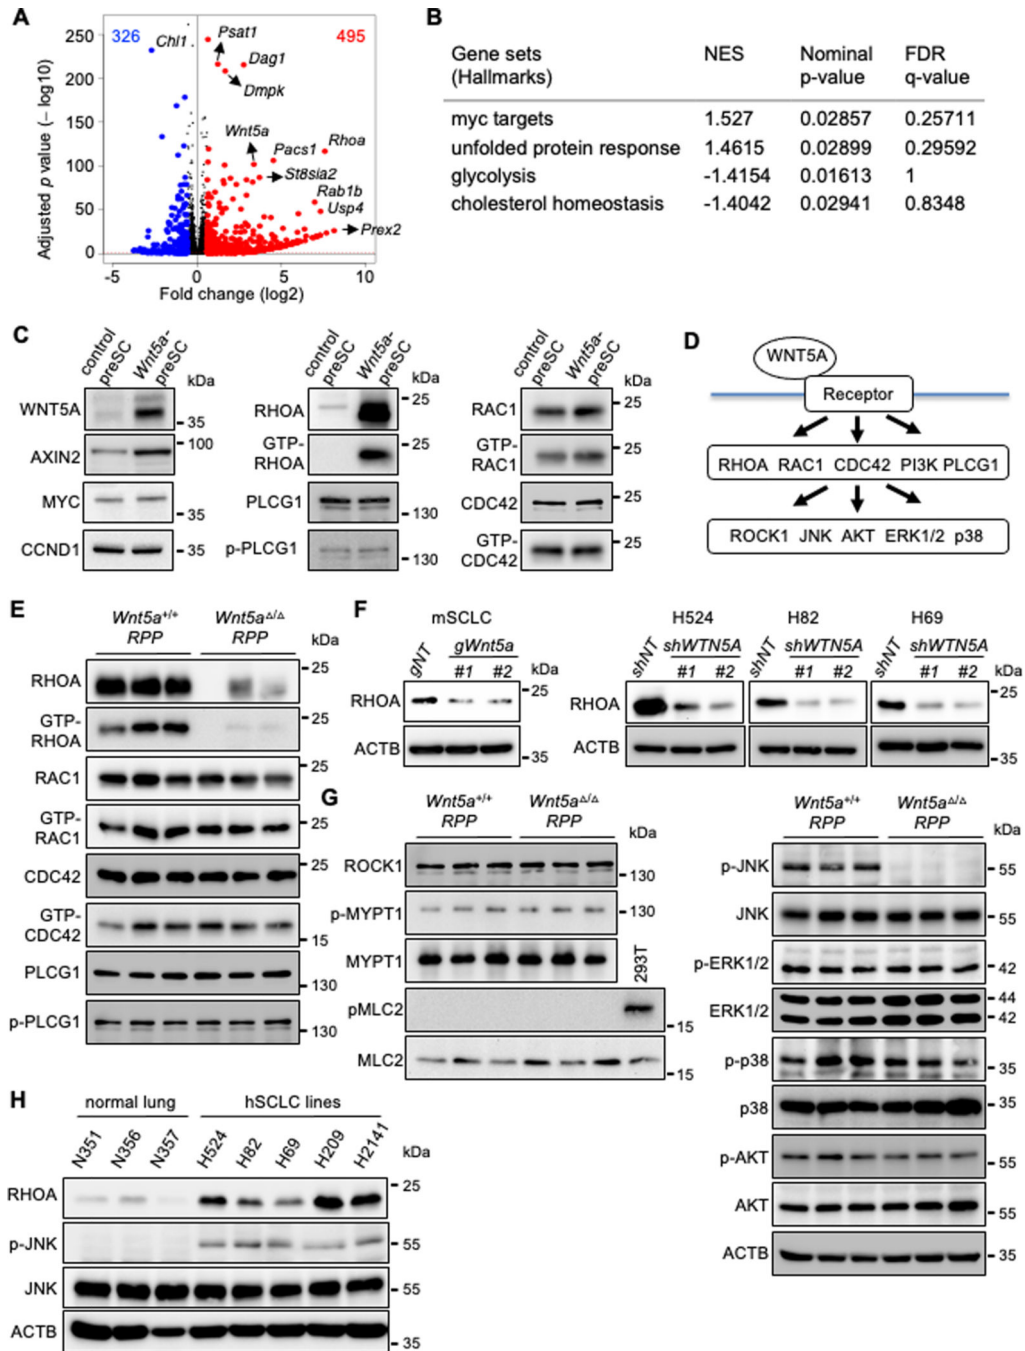 A
326
495
Chl1
Psat1
Dag1
Dmpk
Wnt5a
Pacs1
Rhoa
St8sia2
Rab1b
Usp4
Prex2
Adjusted p value (– log10)
250
200
150
100
50
0
-5 0 5 10
Fold change (log2)
B
Gene sets (Hallmarks) NES Nominal p-value FDR q-value
myc targets 1.527 0.02857 0.25711
unfolded protein response 1.4615 0.02899 0.29592
glycolysis -1.4154 0.01613 1
cholesterol homeostasis -1.4042 0.02941 0.8348
C
control preSC Wnt5a-preSC kDa
WNT5A 35
AXIN2 100
MYC 35
CCND1 35
control preSC Wnt5a-preSC kDa
RHOA 25
GTP-RHOA 25
PLCG1 130
p-PLCG1 130
control preSC Wnt5a-preSC kDa
RAC1 25
GTP-RAC1 25
CDC42 25
GTP-CDC42 25
D
WNT5A
Receptor
RHOA RAC1 CDC42 PI3K PLCG1
ROCK1 JNK AKT ERK1/2 p38
E
Wnt5a+/+ RPP Wnt5aΔ/Δ RPP kDa
RHOA 25
GTP-RHOA 25
RAC1 25
GTP-RAC1 25
CDC42 25
GTP-CDC42 15
PLCG1 130
p-PLCG1 130
F
mSCLC
gNT gWnt5a #1 #2 kDa
RHOA 25
ACTB 35
H524 H82 H69
shNT shWTN5A #1 #2 shNT shWTN5A #1 #2 shNT shWTN5A #1 #2 kDa
RHOA 25
ACTB 35
G
Wnt5a+/+ RPP Wnt5aΔ/Δ RPP kDa
ROCK1 130
p-MYPT1 130
MYPT1
293T
pMLC2 15
MLC2 15
Wnt5a+/+ RPP Wnt5aΔ/Δ RPP kDa
p-JNK 55
JNK 55
p-ERK1/2 42
ERK1/2 44 42
p-p38 35
p38 35
p-AKT 55
AKT 55
ACTB 35
H
normal lung hSCLC lines
N351 N356 N357 H524 H82 H69 H209 H2141 kDa
RHOA 25
p-JNK 55
JNK 55
ACTB 35